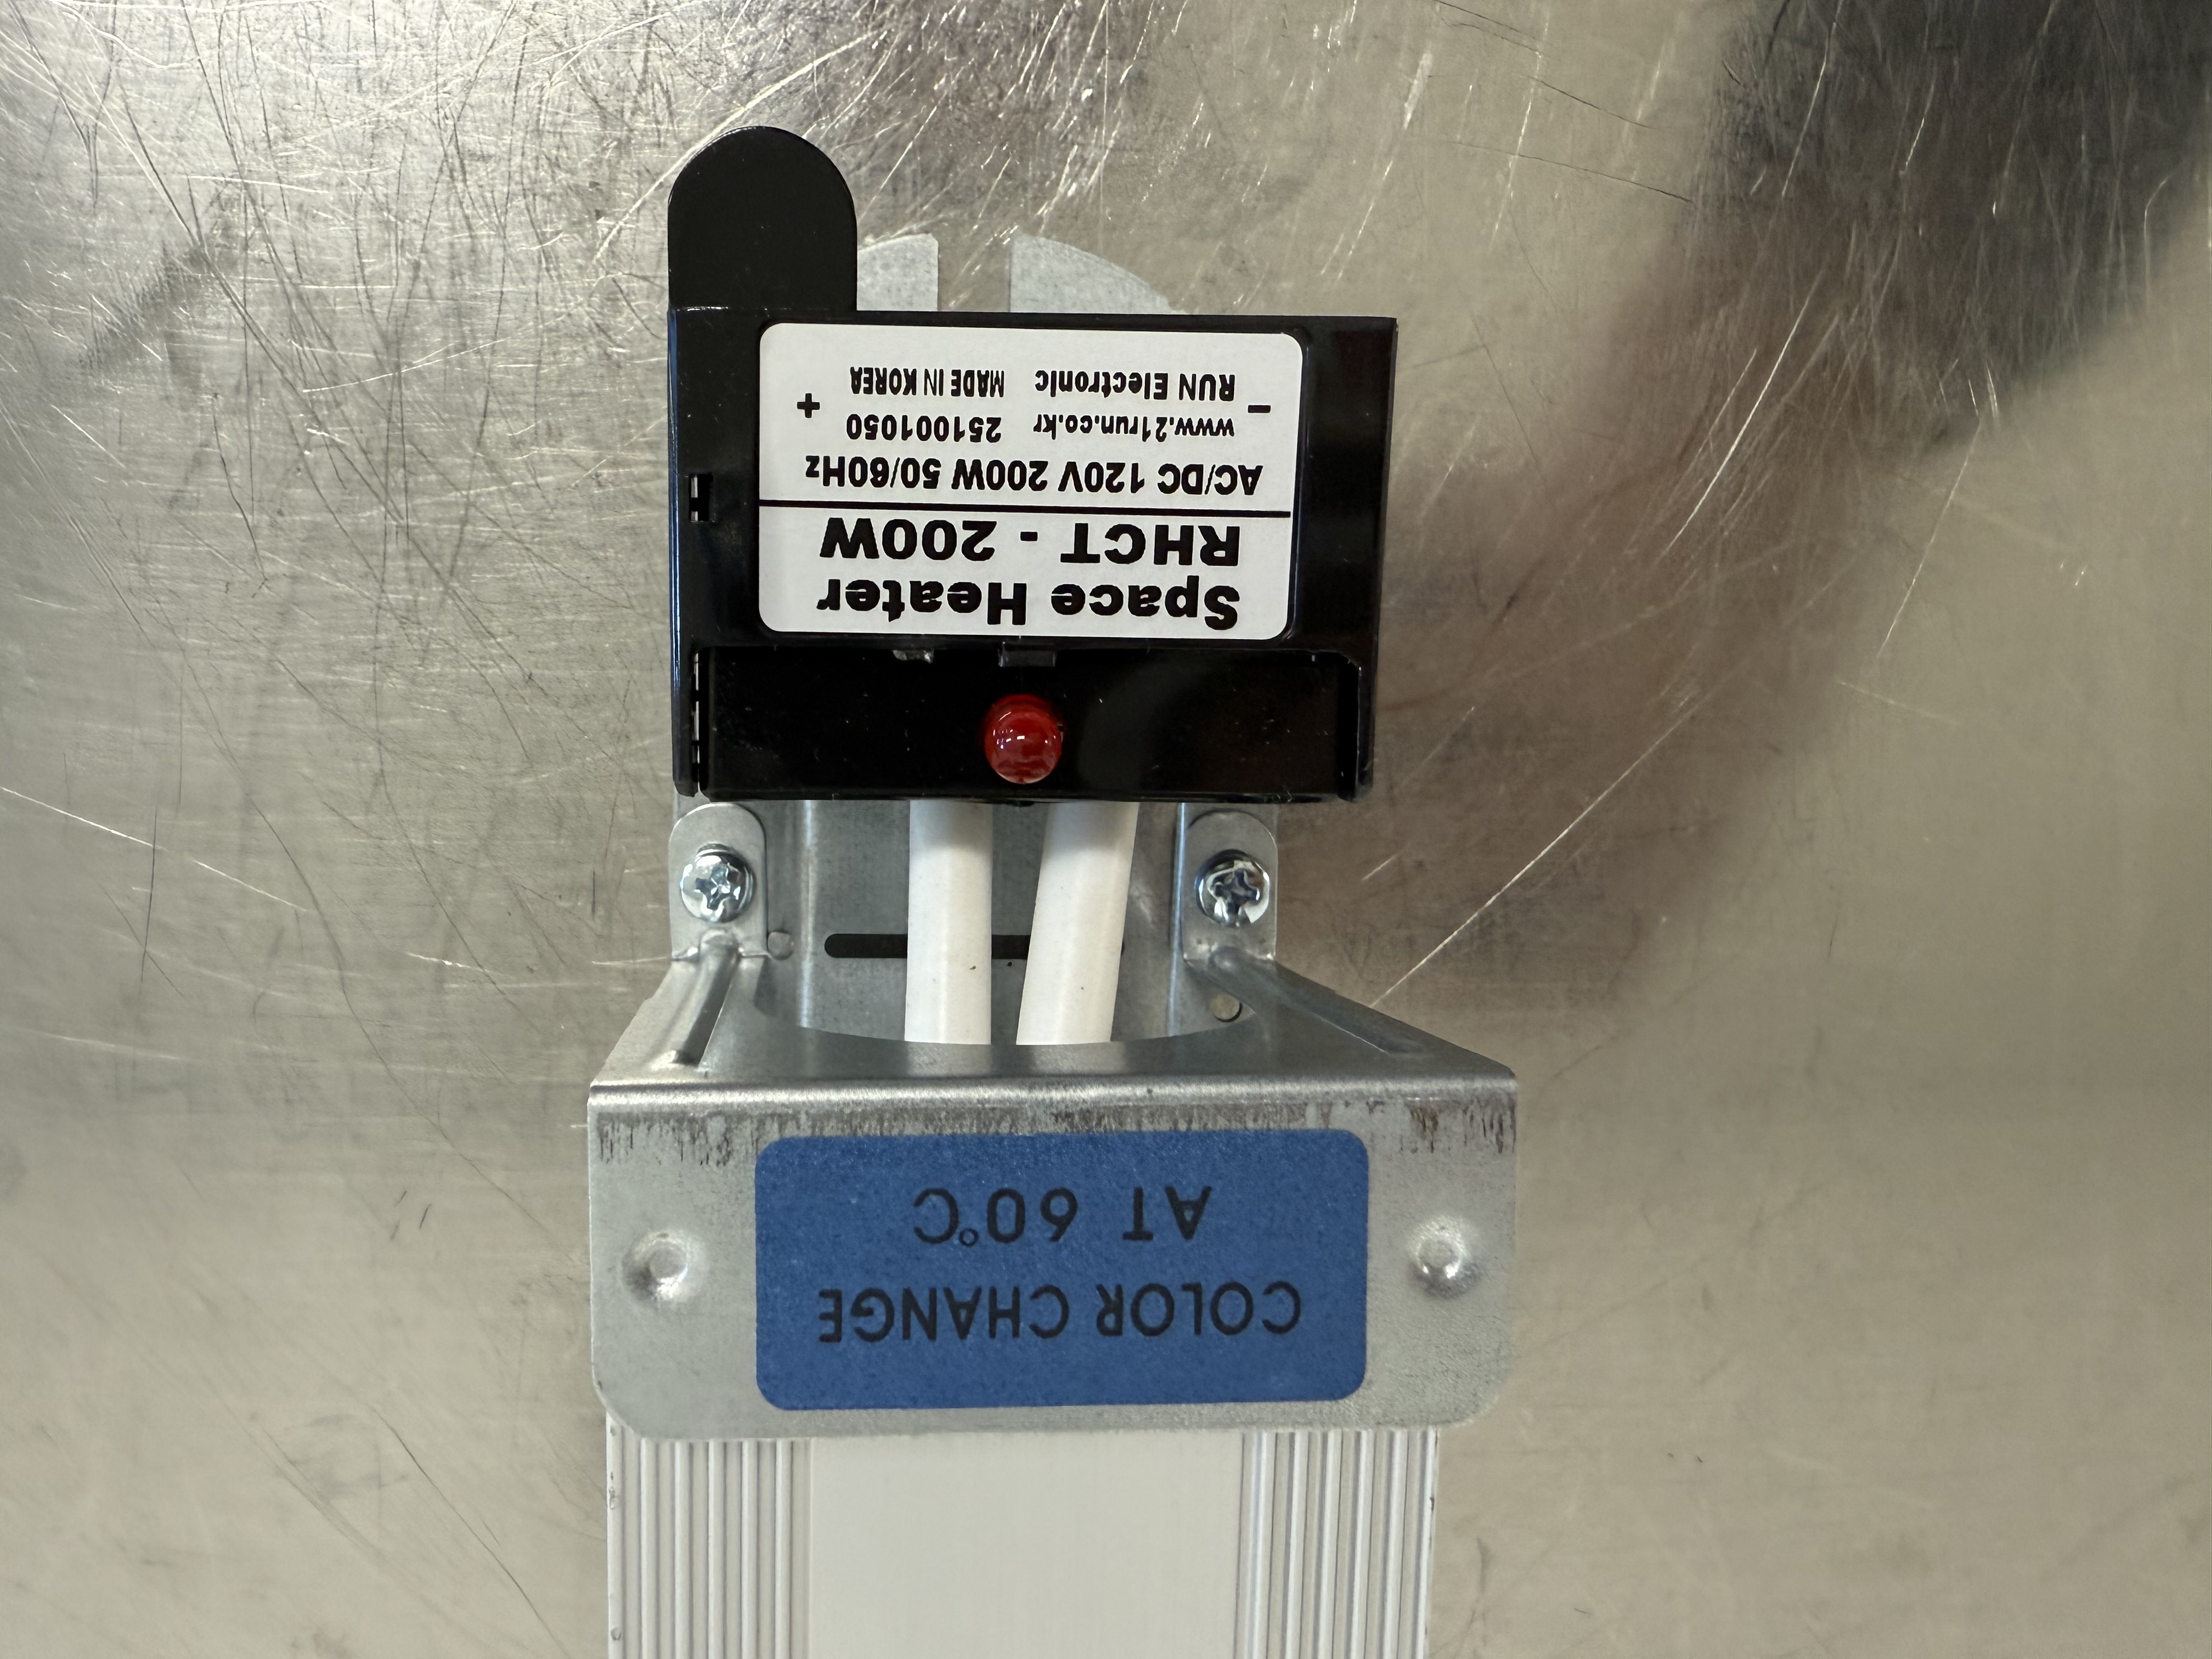 Space Heater
RHCT - 200W
AC/DC 120V 200W 50/60Hz
www.21run.co.kr 251001050
- +
RUN Electronic MADE IN KOREA
COLOR CHANGE
AT 60°C